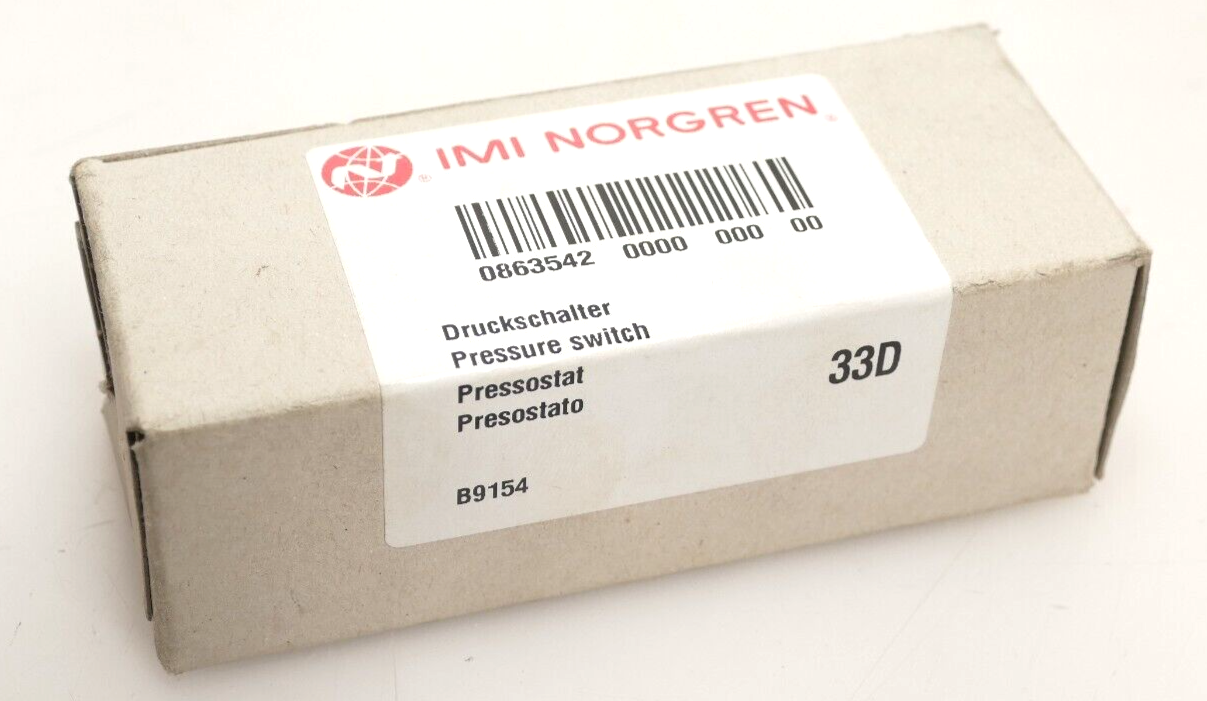 ® IMI NORGREN®
0863542 0000 000 00
Druckschalter
Pressure switch
Pressostat
Presostato
33D
B9154